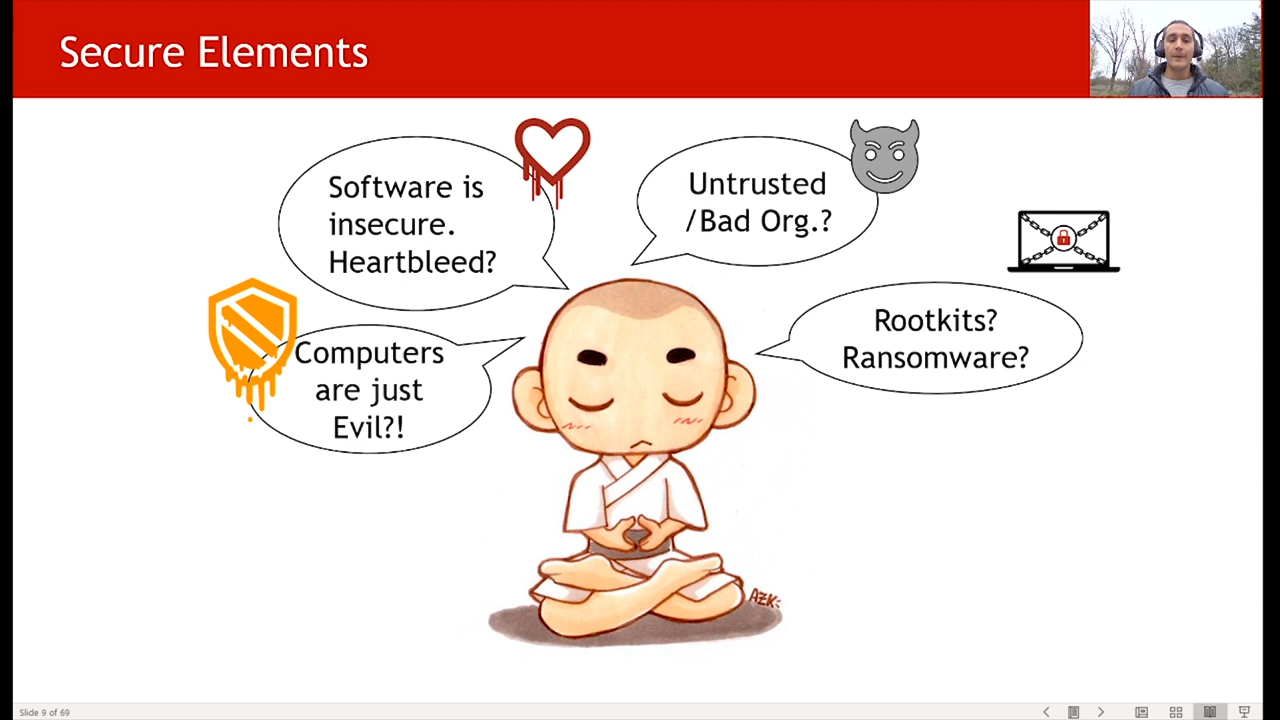 Secure Elements
Software is
insecure.
Heartbleed?
Untrusted
/Bad Org.?
Computers
are just
Evil?!
Rootkits?
Ransomware?
AZK
Slide 9 of 69